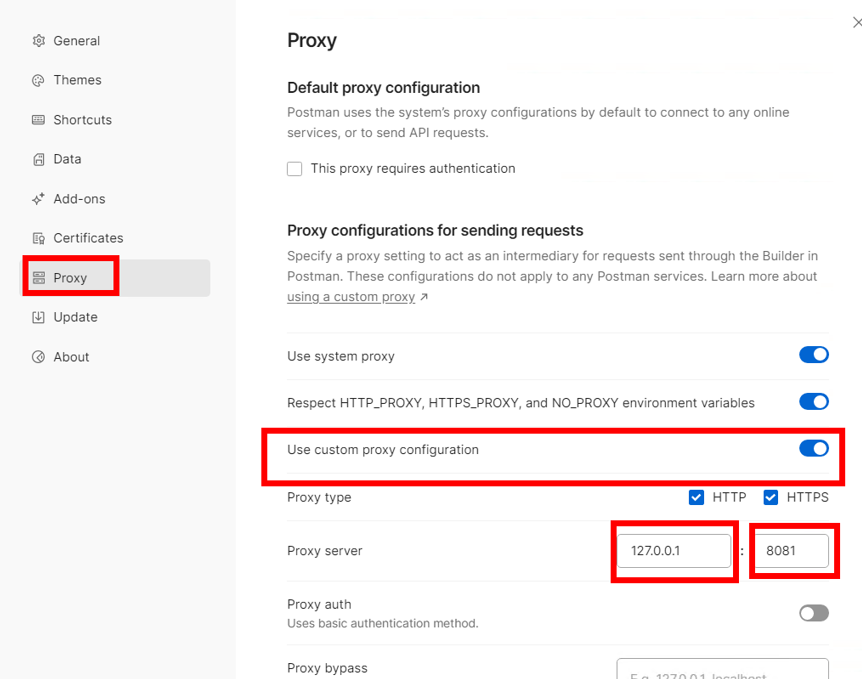 General
Themes
Shortcuts
Data
Add-ons
Certificates
Proxy
Update
About
Proxy
Default proxy configuration
Postman uses the system's proxy configurations by default to connect to any online
services, or to send API requests.
This proxy requires authentication
Proxy configurations for sending requests
Specify a proxy setting to act as an intermediary for requests sent through the Builder in
Postman. These configurations do not apply to any Postman services. Learn more about
using a custom proxy ↗
Use system proxy
Respect HTTP_PROXY, HTTPS_PROXY, and NO_PROXY environment variables
Use custom proxy configuration
Proxy type HTTP HTTPS
Proxy server 127.0.0.1 : 8081
Proxy auth
Uses basic authentication method.
Proxy bypass
E.g. 127.0.0.1, localhost